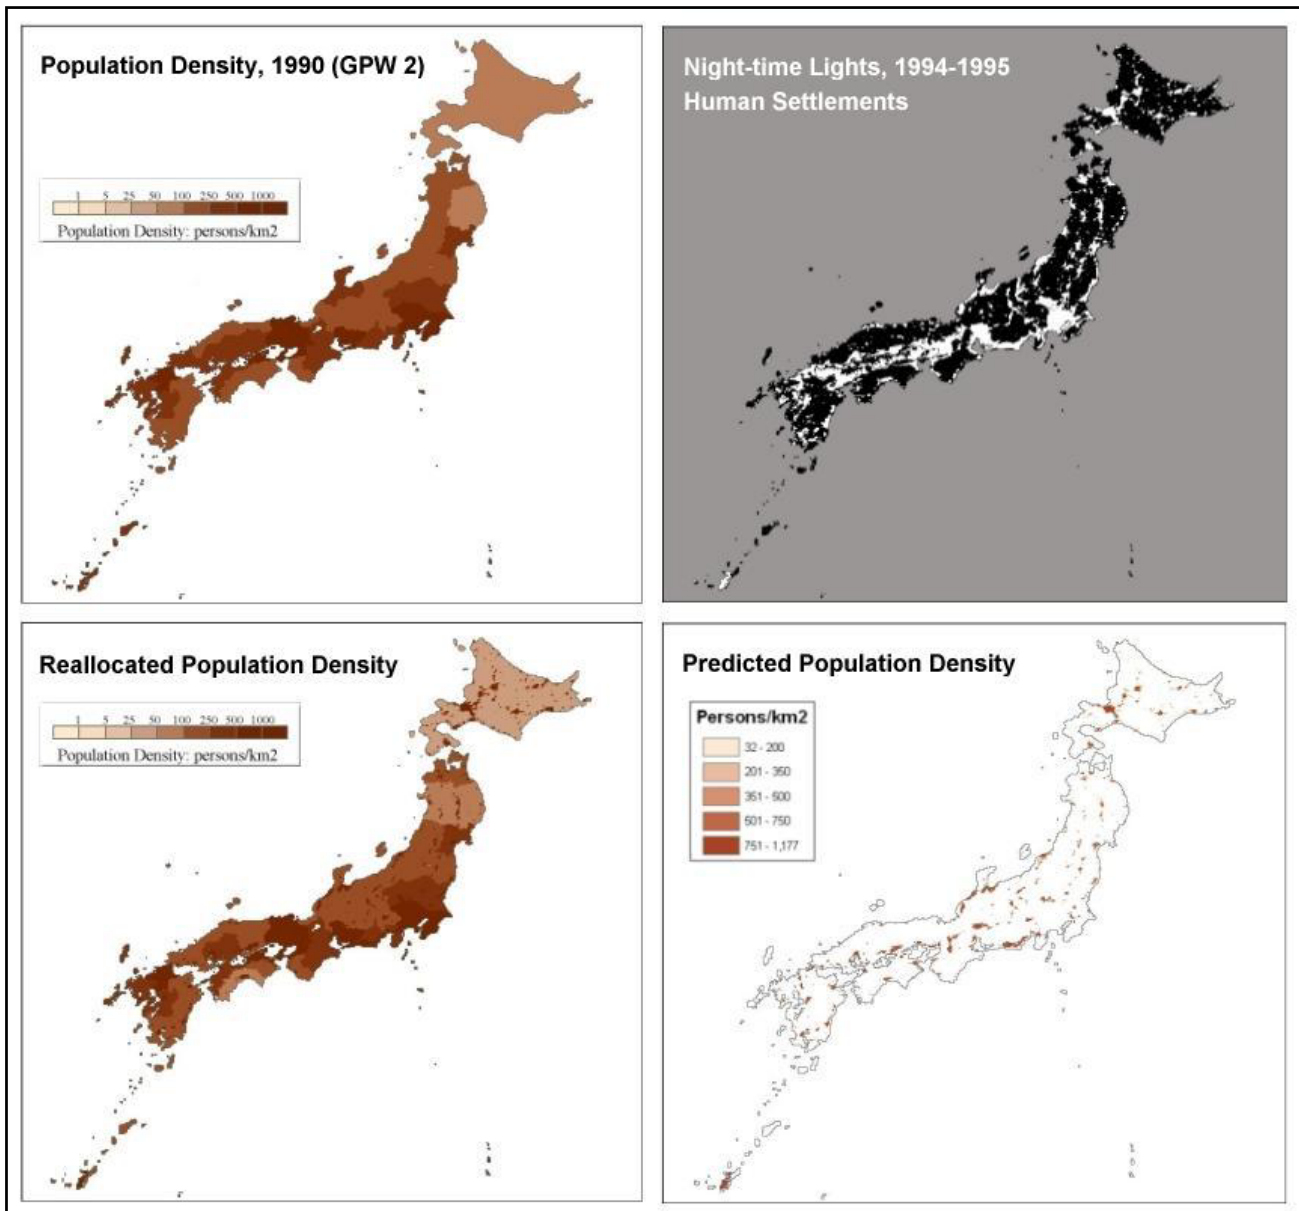 Population Density, 1990 (GPW 2)
1 5 25 50 100 250 500 1000
Population Density: persons/km2
Night-time Lights, 1994-1995
Human Settlements
Reallocated Population Density
1 5 25 50 100 250 500 1000
Population Density: persons/km2
Predicted Population Density
Persons/km2
32 - 200
201 - 350
351 - 500
501 - 750
751 - 1,177